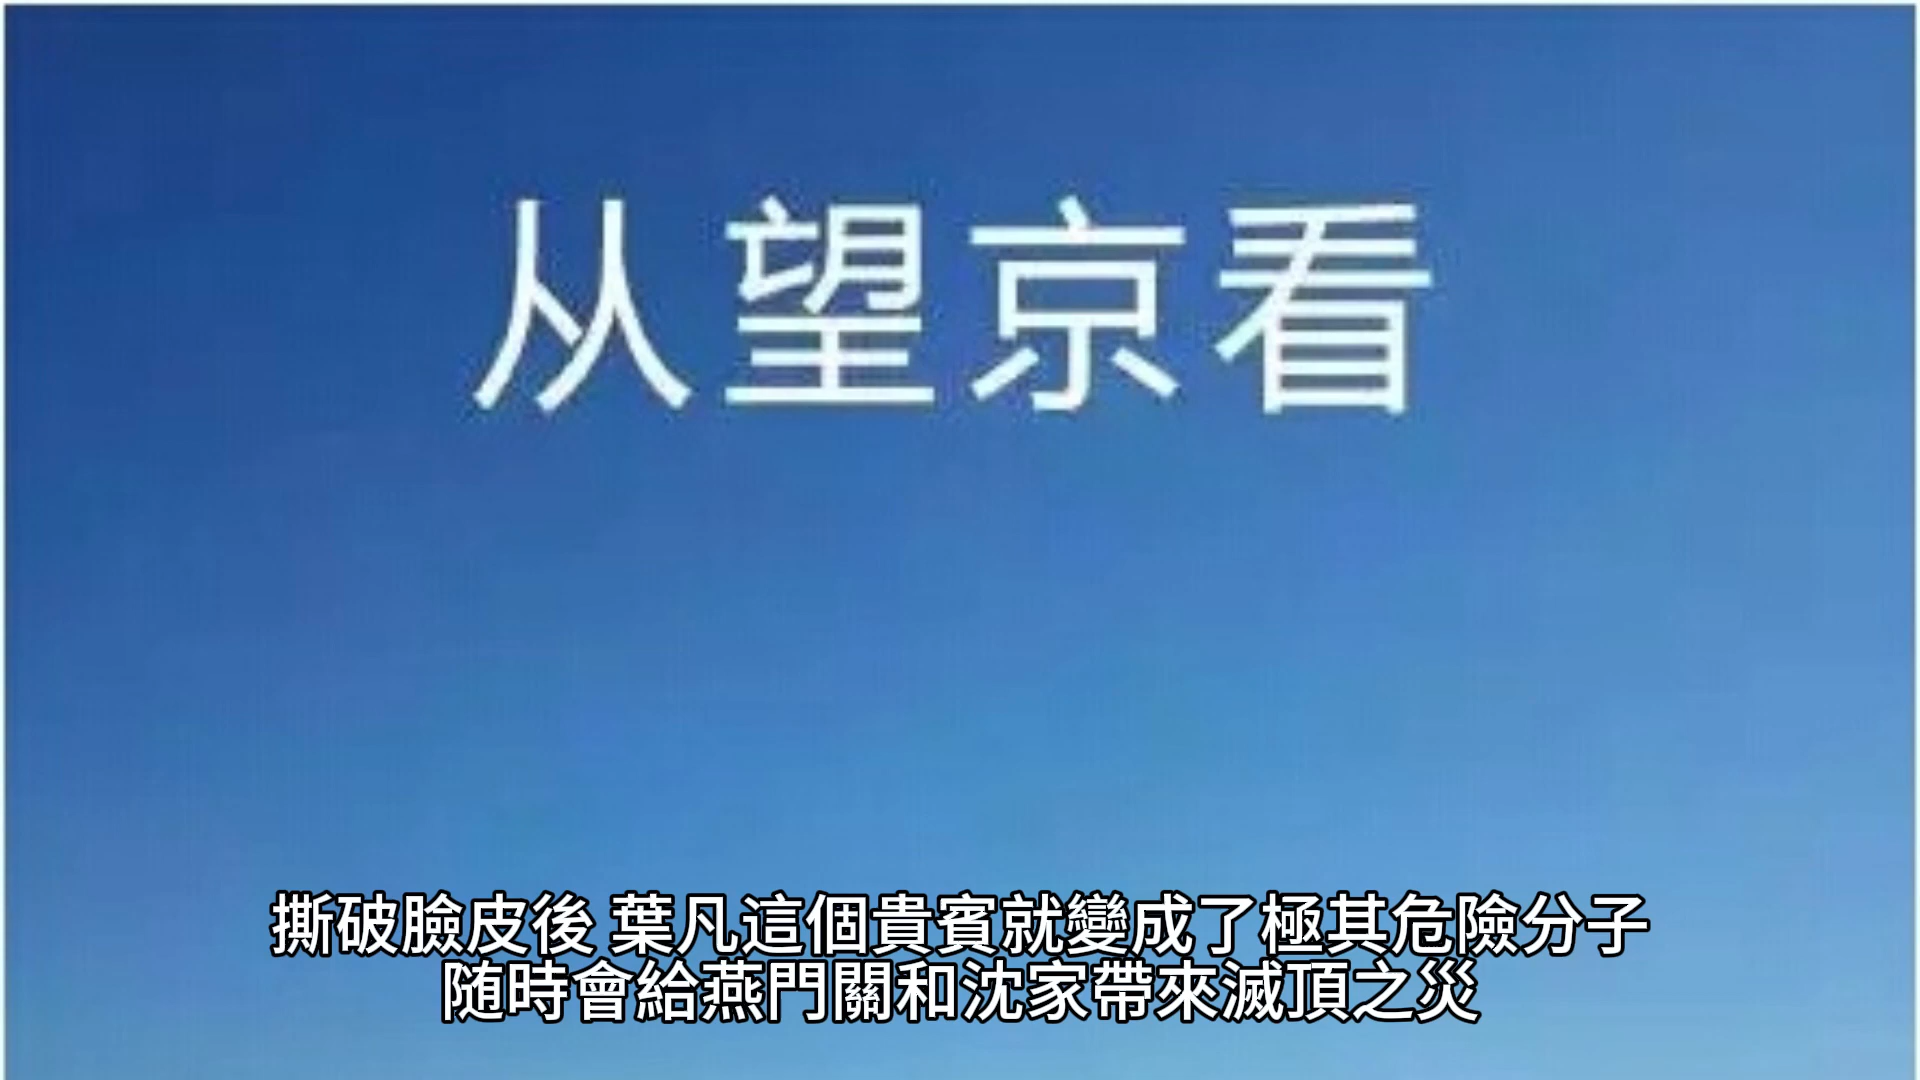 从望京看
撕破臉皮後 葉凡這個貴賓就變成了極其危險分子
随時會給燕門關和沈家帶來滅頂之災